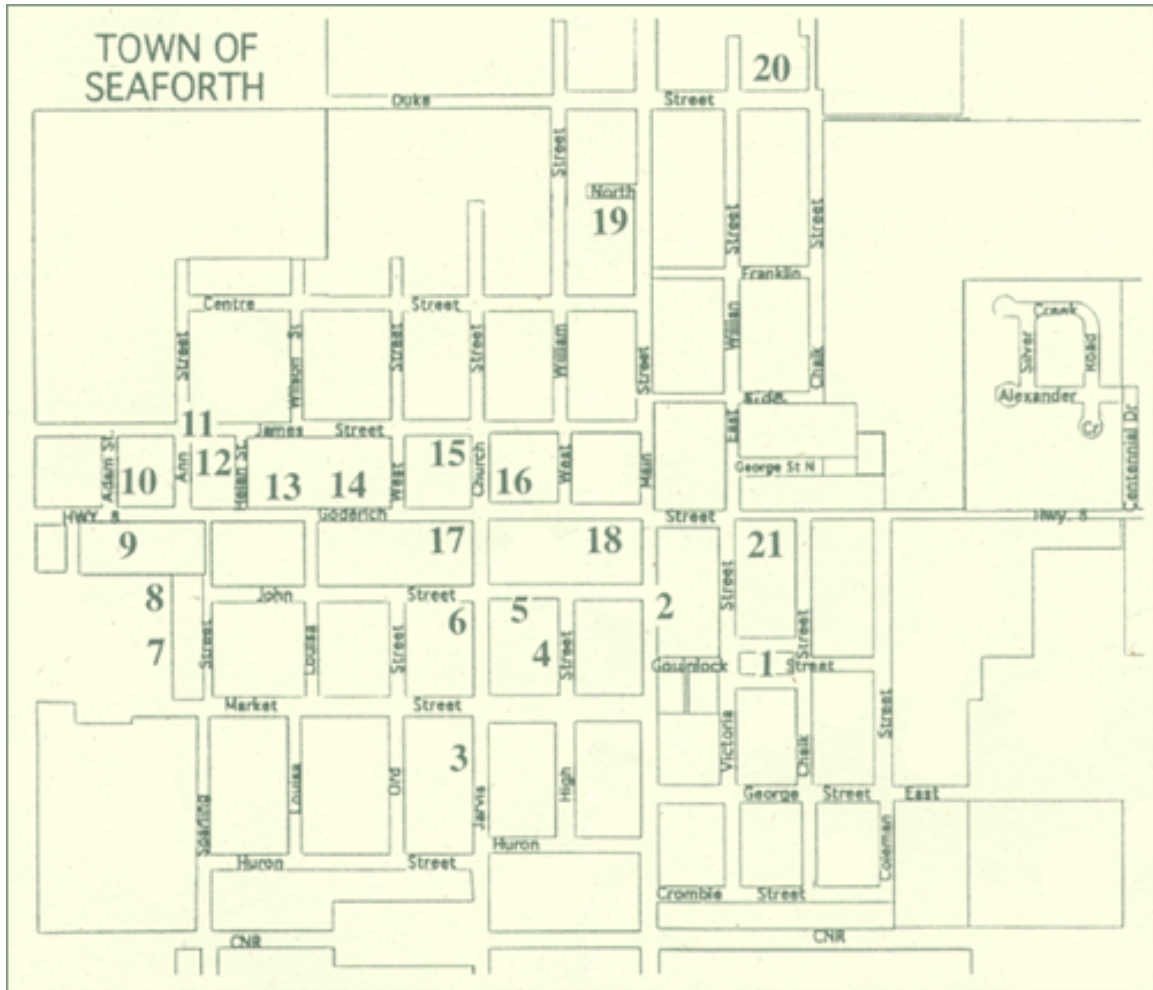 TOWN OF
SEAFORTH
20
Duke
Street
Street
North
19
Street
Street
Franklin
Centre
Street
Creek
Street
Wilson St
Street
Street
William
Street
William
Chalk
Silver
Road
Alexander
Cr
11
James
Street
East
Adam St.
10
Ann
12
Helen St.
13
14
West
15
Church
16
West
Main
George St N
Centennial Dr
HWY. 8
Goderich
Street
Hwy. 8
9
17
18
21
8
John
Street
6
5
2
Street
7
Street
Louisa
Street
4
Street
Gouinlock
1
Street
Street
Market
Street
3
Victoria
Chalk
Street
Sparling
Louisa
Ord
Jarvis
High
George
Street
East
Huron
Street
Huron
Coleman
Crombie
Street
CNR
CNR